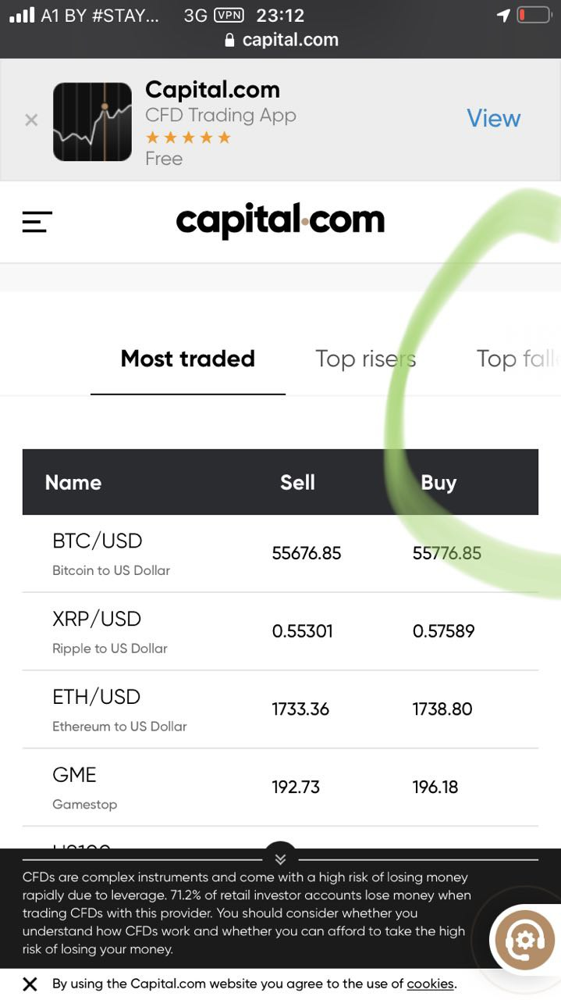 A1 BY #STAY... 3G VPN 23:12
capital.com
Capital.com
CFD Trading App
Free
View
capital.com
Most traded Top risers Top
Name Sell Buy
BTC/USD 55676.85 55776.85
Bitcoin to US Dollar
XRP/USD 0.55301 0.57589
Ripple to US Dollar
ETH/USD 1733.36 1738.80
Ethereum to US Dollar
GME 192.73 196.18
Gamestop
CFDs are complex instruments and come with a high risk of losing money
rapidly due to leverage. 71.2% of retail investor accounts lose money when
trading CFDs with this provider. You should consider whether you
understand how CFDs work and whether you can afford to take the high
risk of losing your money.
By using the Capital.com website you agree to the use of cookies.